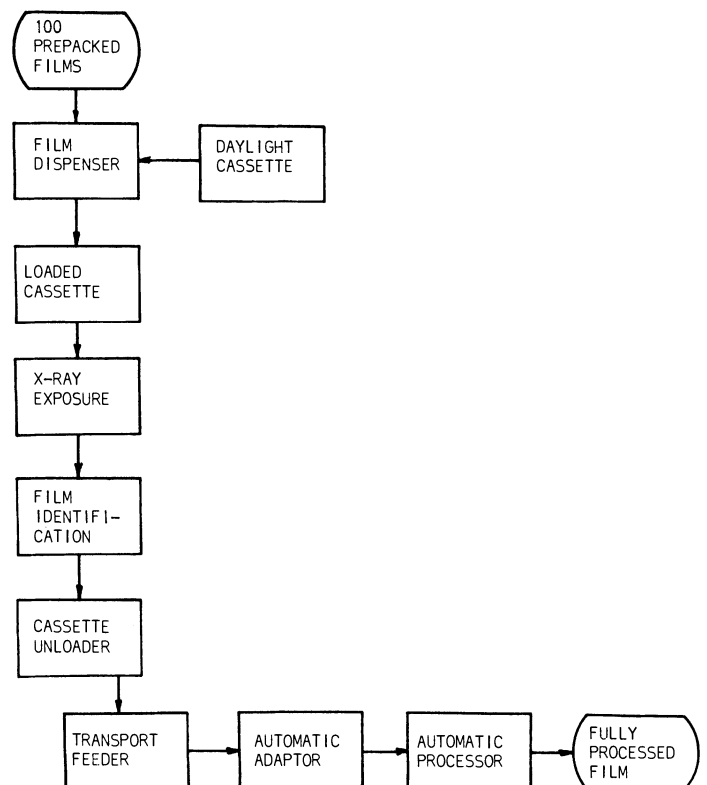 100
PREPACKED
FILMS
FILM
DISPENSER
DAYLIGHT
CASSETTE
LOADED
CASSETTE
X-RAY
EXPOSURE
FILM
IDENTIFI-
CATION
CASSETTE
UNLOADER
TRANSPORT
FEEDER
AUTOMATIC
ADAPTOR
AUTOMATIC
PROCESSOR
FULLY
PROCESSED
FILM